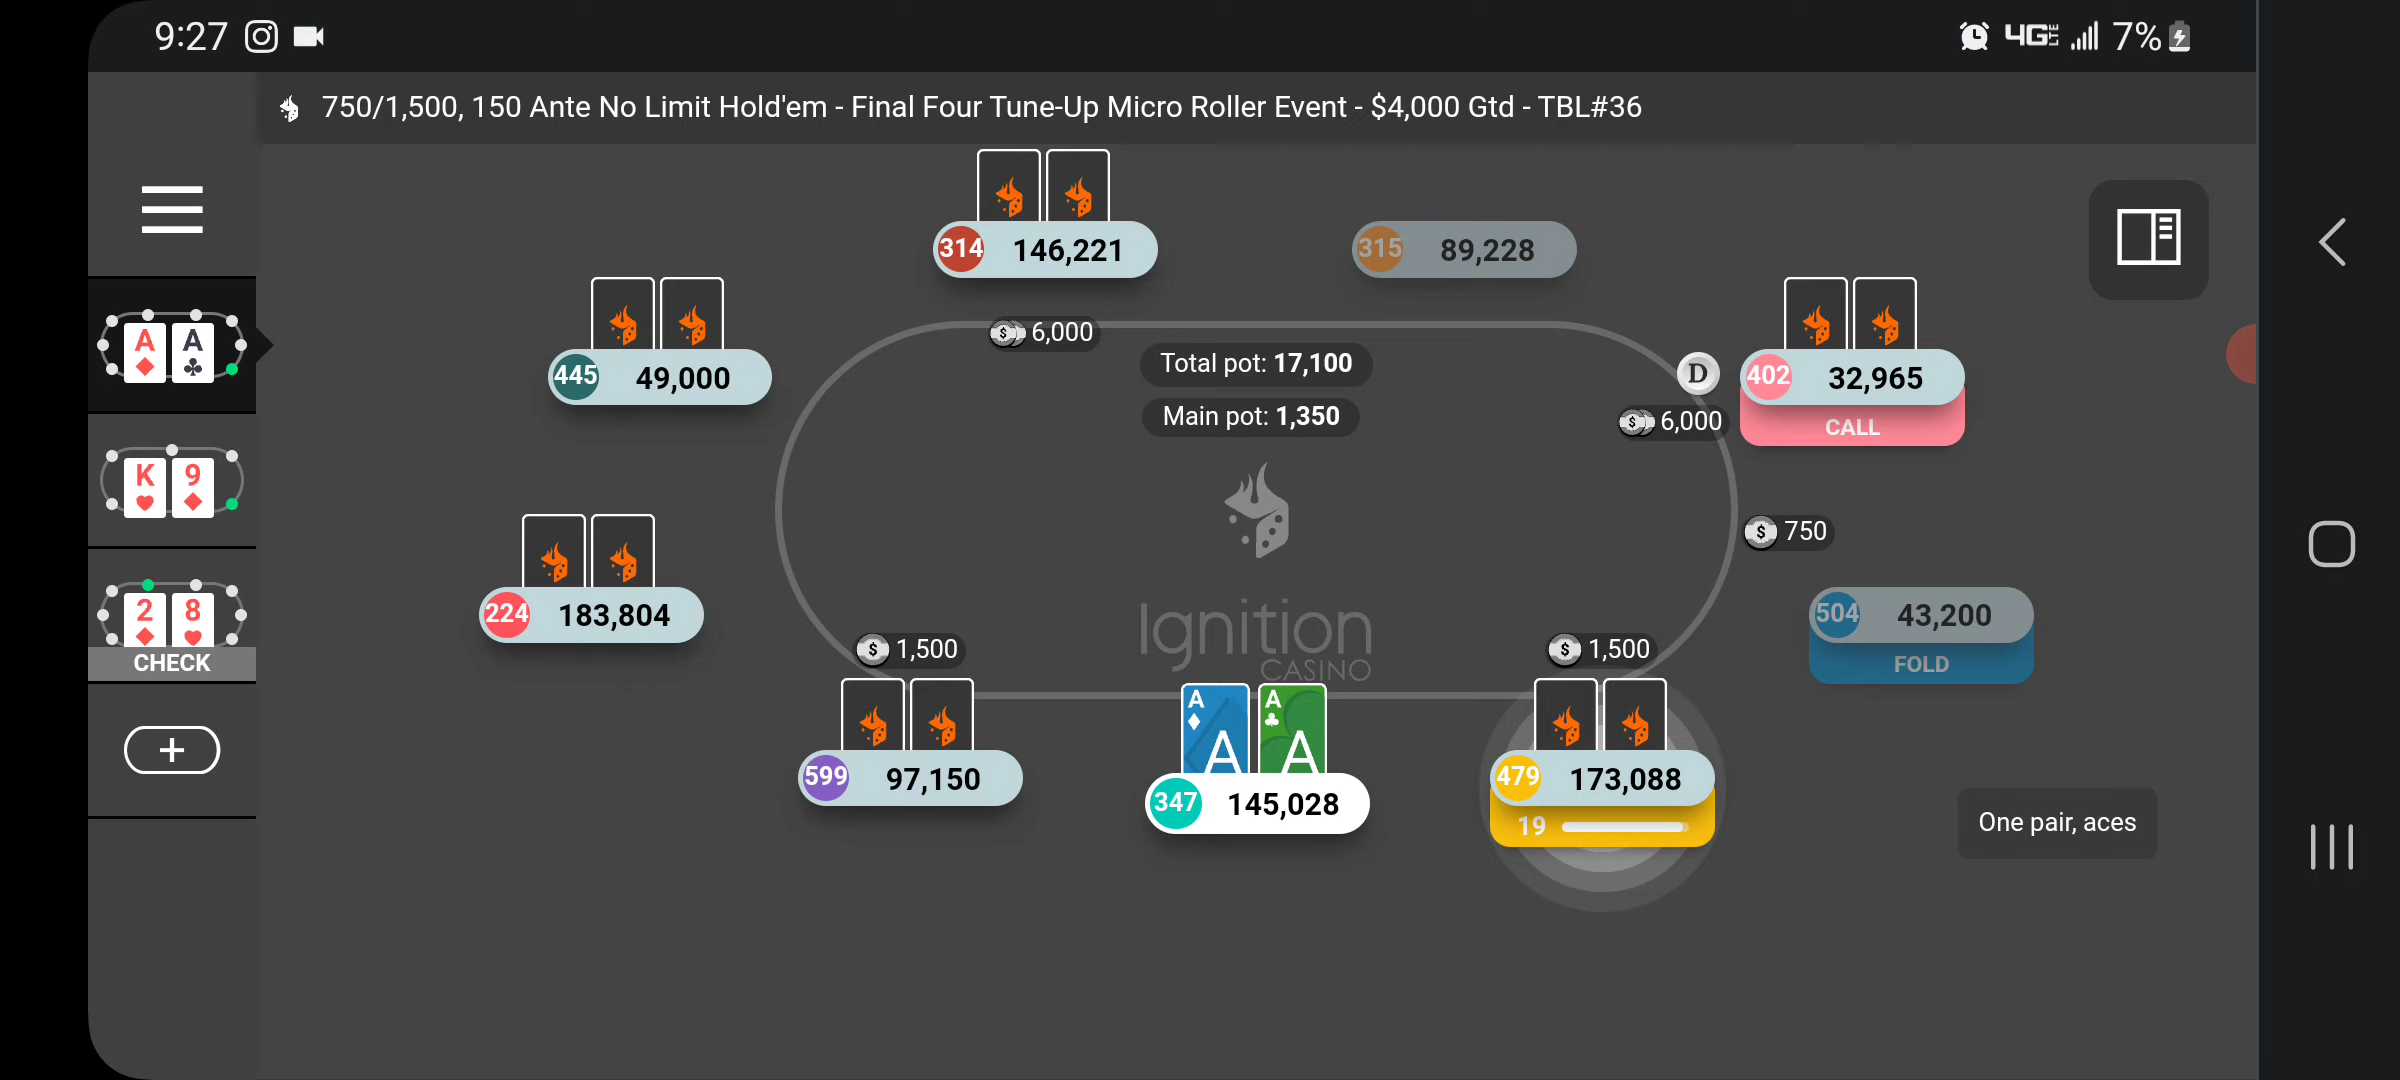 9:27
4G LTE 7%
750/1,500, 150 Ante No Limit Hold'em - Final Four Tune-Up Micro Roller Event - $4,000 Gtd - TBL#36
314 146,221
315 89,228
$ 6,000
Total pot: 17,100
Main pot: 1,350
445 49,000
D
402 32,965
CALL
$ 6,000
A A
K 9
2 8
CHECK
+
$ 750
224 183,804
504 43,200
FOLD
Ignition
CASINO
$ 1,500
$ 1,500
A A
A A
599 97,150
347 145,028
479 173,088
19
One pair, aces